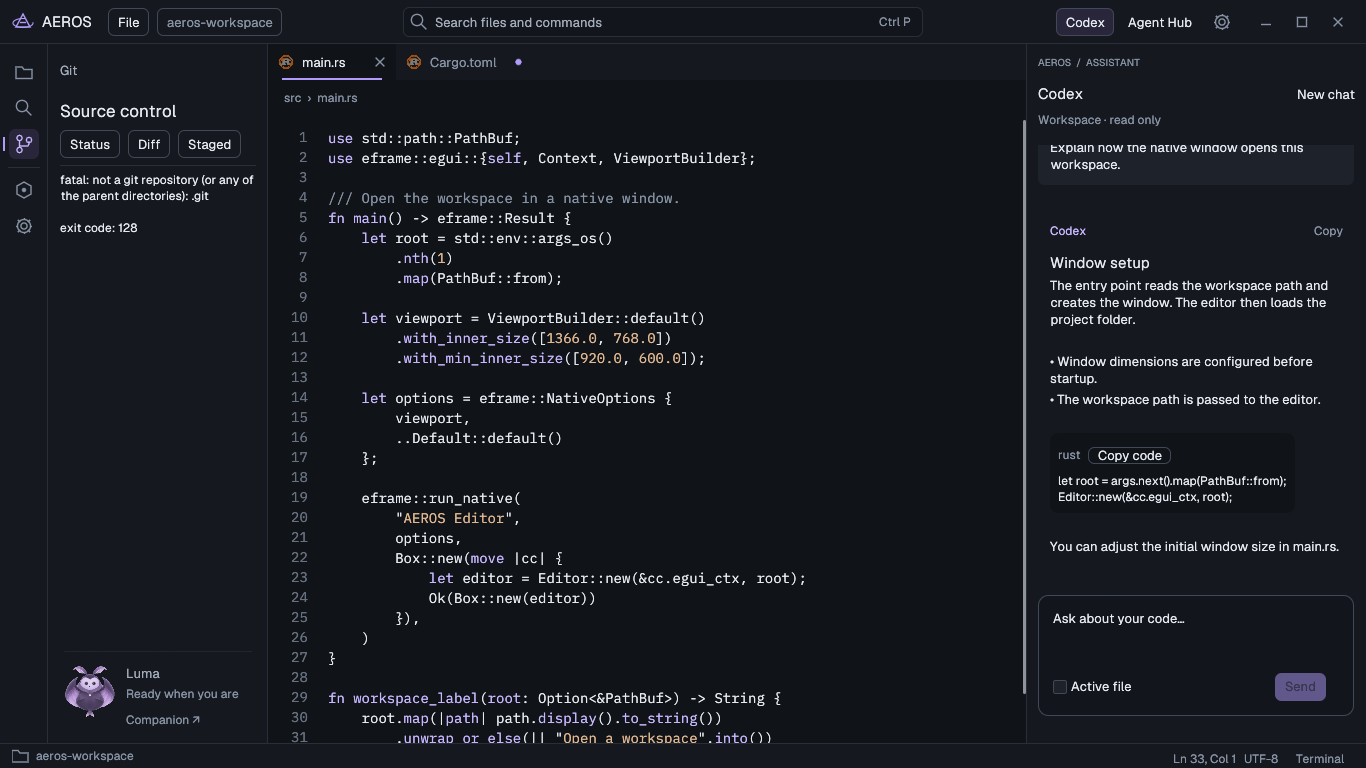 AEROS File aeros-workspace Search files and commands Ctrl P Codex Agent Hub
Git
Source control
Status Diff Staged
fatal: not a git repository (or any of
the parent directories): .git
exit code: 128
Luma
Ready when you are
Companion ↗
main.rs Cargo.toml
src › main.rs
1 use std::path::PathBuf;
2 use eframe::egui::{self, Context, ViewportBuilder};
3
4 /// Open the workspace in a native window.
5 fn main() -> eframe::Result {
6     let root = std::env::args_os()
7         .nth(1)
8         .map(PathBuf::from);
9
10     let viewport = ViewportBuilder::default()
11         .with_inner_size([1366.0, 768.0])
12         .with_min_inner_size([920.0, 600.0]);
13
14     let options = eframe::NativeOptions {
15         viewport,
16         ..Default::default()
17     };
18
19     eframe::run_native(
20         "AEROS Editor",
21         options,
22         Box::new(move |cc| {
23             let editor = Editor::new(&cc.egui_ctx, root);
24             Ok(Box::new(editor))
25         }),
26     )
27 }
28
29 fn workspace_label(root: Option<&PathBuf>) -> String {
30     root.map(|path| path.display().to_string())
31         .unwrap_or_else(|| "Open a workspace".into())
AEROS / ASSISTANT
Codex New chat
Workspace · read only
Explain how the native window opens this
workspace.
Codex Copy
Window setup
The entry point reads the workspace path and
creates the window. The editor then loads the
project folder.
• Window dimensions are configured before
startup.
• The workspace path is passed to the editor.
rust Copy code
let root = args.next().map(PathBuf::from);
Editor::new(&cc.egui_ctx, root);
You can adjust the initial window size in main.rs.
Ask about your code…
Active file Send
aeros-workspace Ln 33, Col 1 UTF-8 Terminal